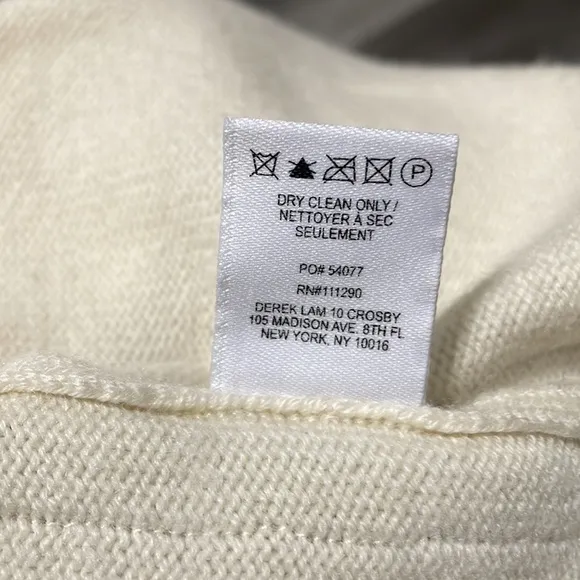 P
DRY CLEAN ONLY /
NETTOYER À SEC
SEULEMENT
PO# 54077
RN#111290
DEREK LAM 10 CROSBY
105 MADISON AVE. 8TH FL
NEW YORK, NY 10016